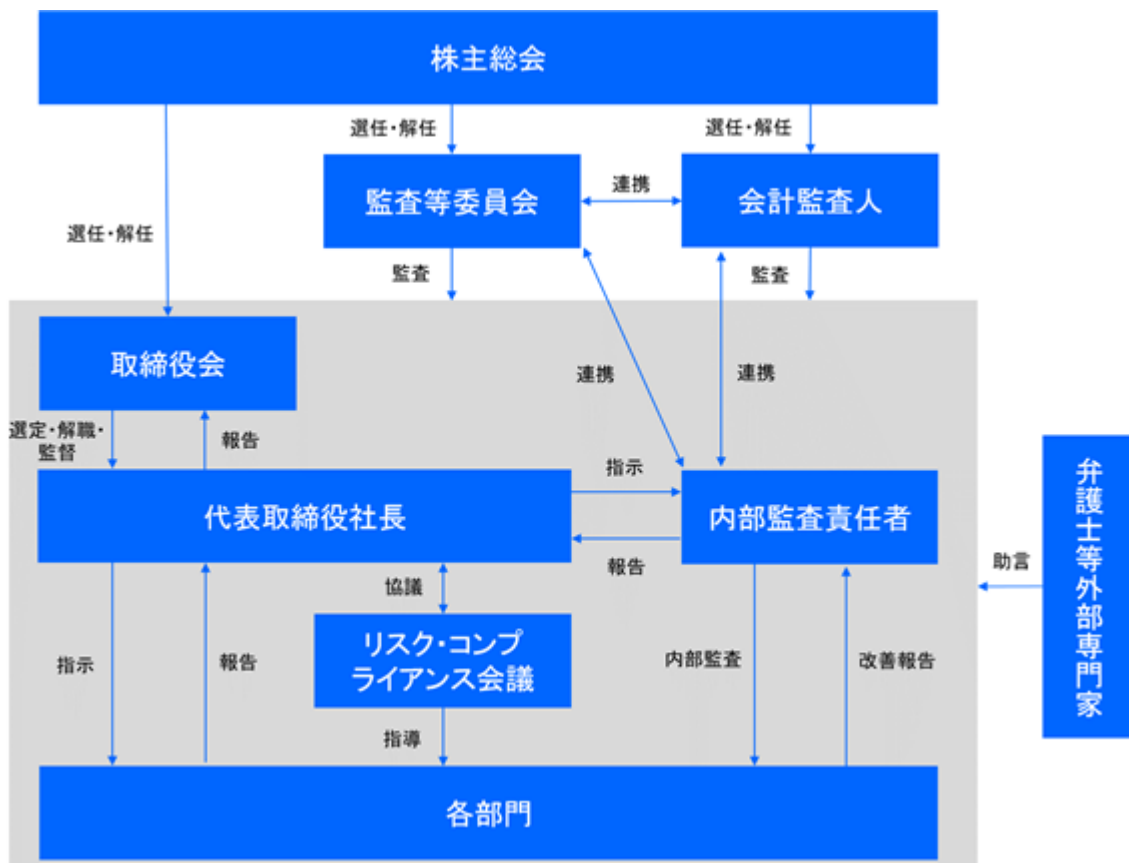 株主総会
選任・解任
選任・解任
選任・解任
監査等委員会
連携
会計監査人
監査
監査
取締役会
連携
連携
選定・解職・
監督
報告
代表取締役社長
指示
報告
内部監査責任者
弁護士等外部専門家
助言
協議
リスク・コンプ
ライアンス会議
指示
報告
内部監査
改善報告
指導
各部門